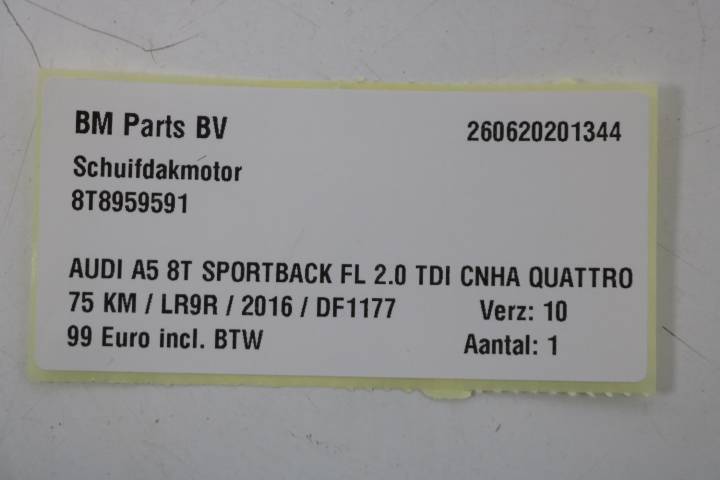 BM Parts BV 260620201344
Schuifdakmotor
8T8959591
AUDI A5 8T SPORTBACK FL 2.0 TDI CNHA QUATTRO
75 KM / LR9R / 2016 / DF1177 Verz: 10
99 Euro incl. BTW Aantal: 1